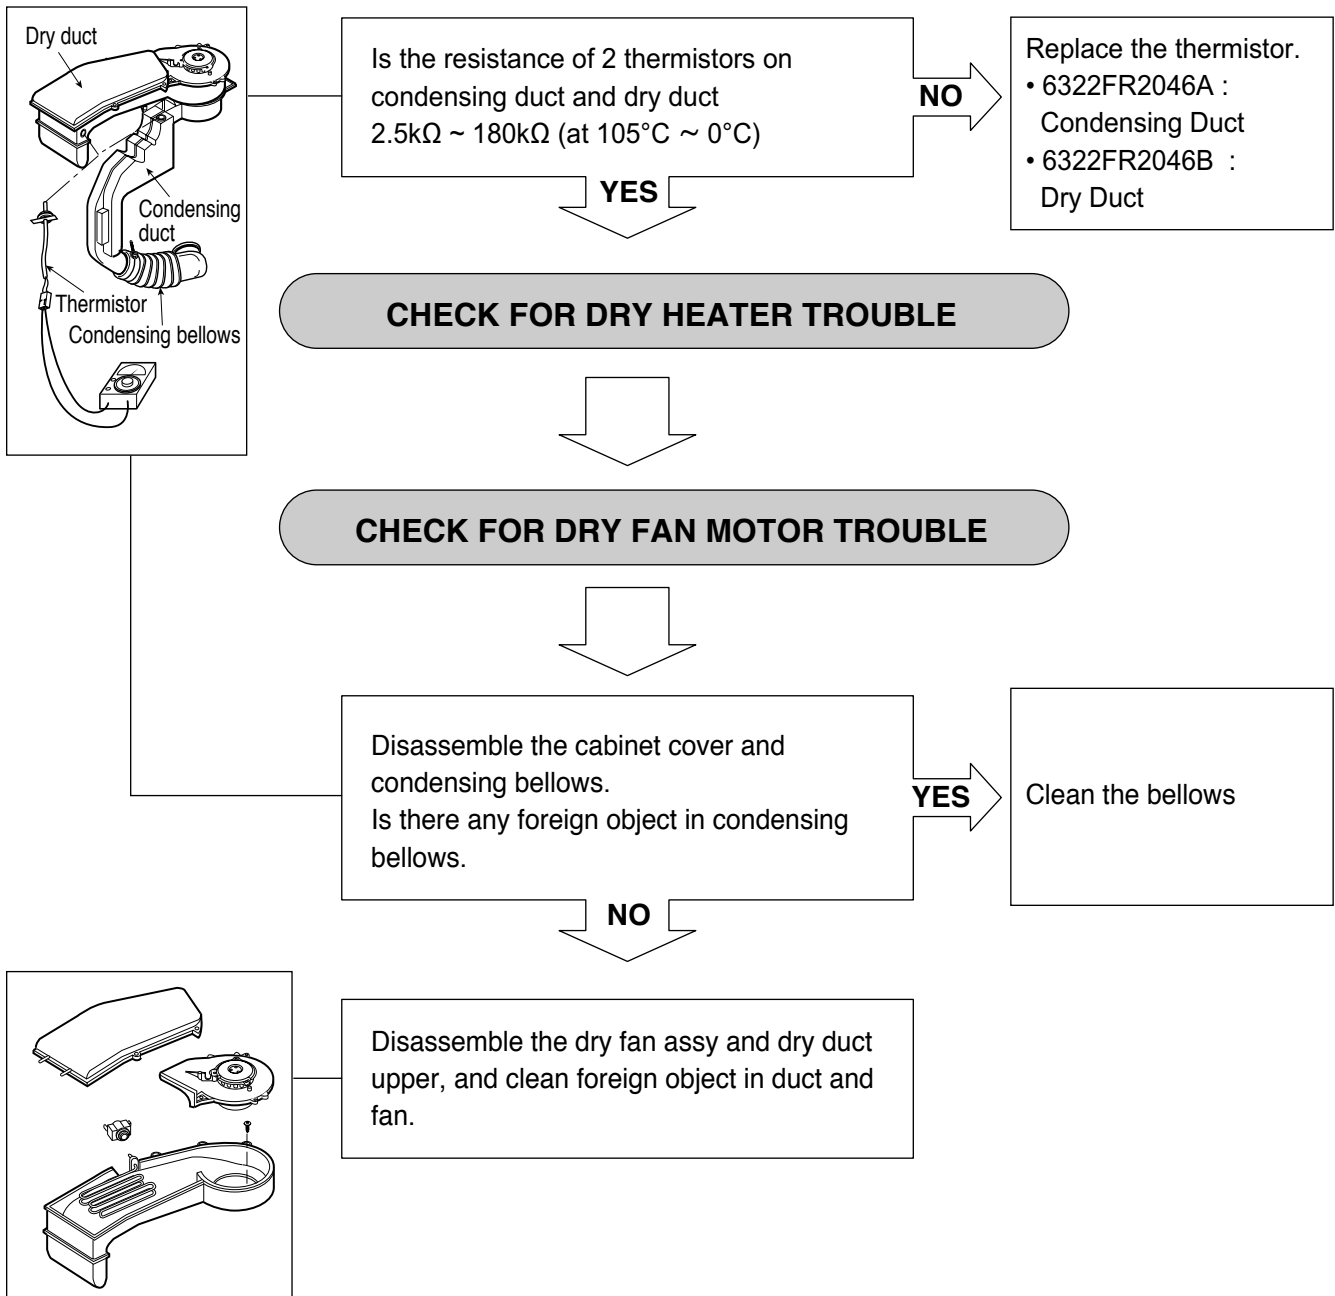 Dry duct
Condensing
duct
Thermistor
Condensing bellows
Is the resistance of 2 thermistors on
condensing duct and dry duct
2.5kΩ ~ 180kΩ (at 105°C ～ 0°C)
NO
Replace the thermistor.
• 6322FR2046A :
Condensing Duct
• 6322FR2046B :
Dry Duct
YES
CHECK FOR DRY HEATER TROUBLE
CHECK FOR DRY FAN MOTOR TROUBLE
Disassemble the cabinet cover and
condensing bellows.
Is there any foreign object in condensing
bellows.
YES
Clean the bellows
NO
Disassemble the dry fan assy and dry duct
upper, and clean foreign object in duct and
fan.